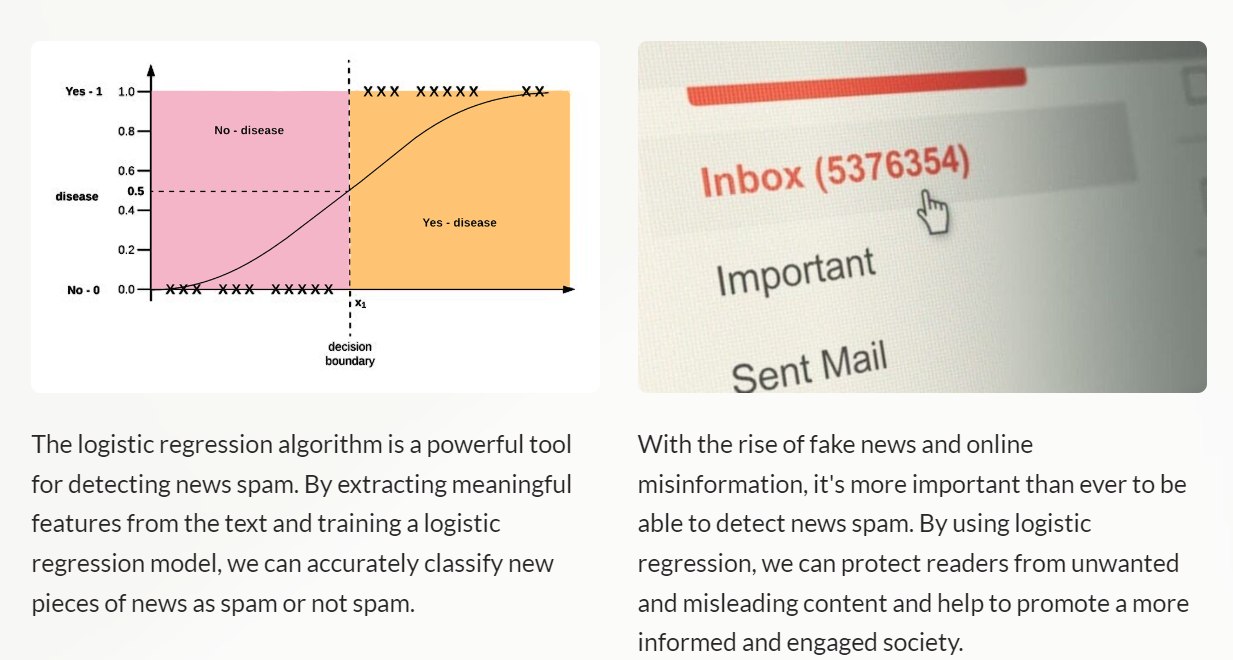 Yes - 1
1.0
0.8
0.6
0.5
0.4
0.2
No - 0
0.0
disease
No - disease
Yes - disease
XXX XXXXX XX
XXX XXX XXXXX
x₁
decision
boundary
Inbox (5376354)
Important
Sent Mail
The logistic regression algorithm is a powerful tool
for detecting news spam. By extracting meaningful
features from the text and training a logistic
regression model, we can accurately classify new
pieces of news as spam or not spam.
With the rise of fake news and online
misinformation, it's more important than ever to be
able to detect news spam. By using logistic
regression, we can protect readers from unwanted
and misleading content and help to promote a more
informed and engaged society.